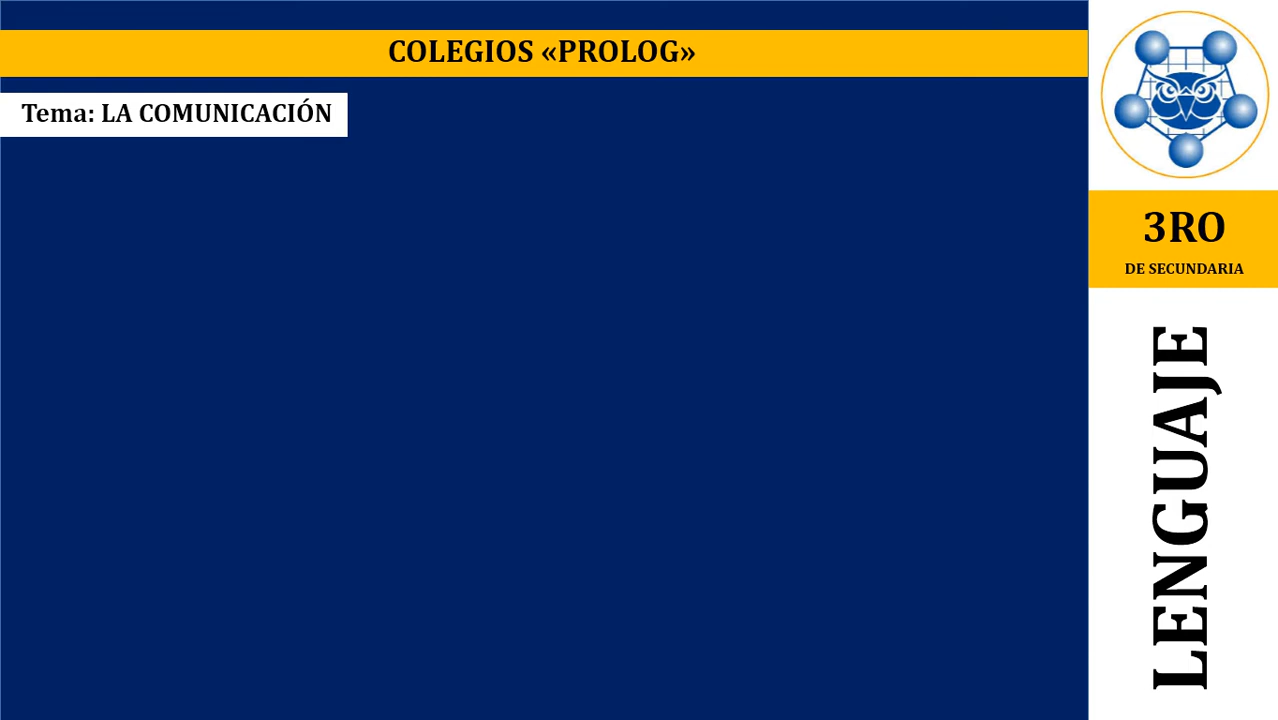 COLEGIOS «PROLOG»
Tema: LA COMUNICACIÓN
3RO
DE SECUNDARIA
LENGUAJE